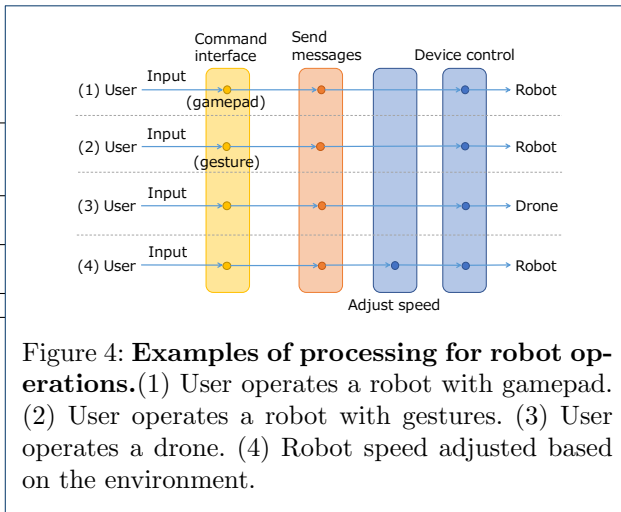 Command interface
Send messages
Device control
(1) User
Input
(gamepad)
Robot
(2) User
Input
(gesture)
Robot
(3) User
Input
Drone
(4) User
Input
Robot
Adjust speed
Figure 4: Examples of processing for robot op-
erations.(1) User operates a robot with gamepad.
(2) User operates a robot with gestures. (3) User
operates a drone. (4) Robot speed adjusted based
on the environment.